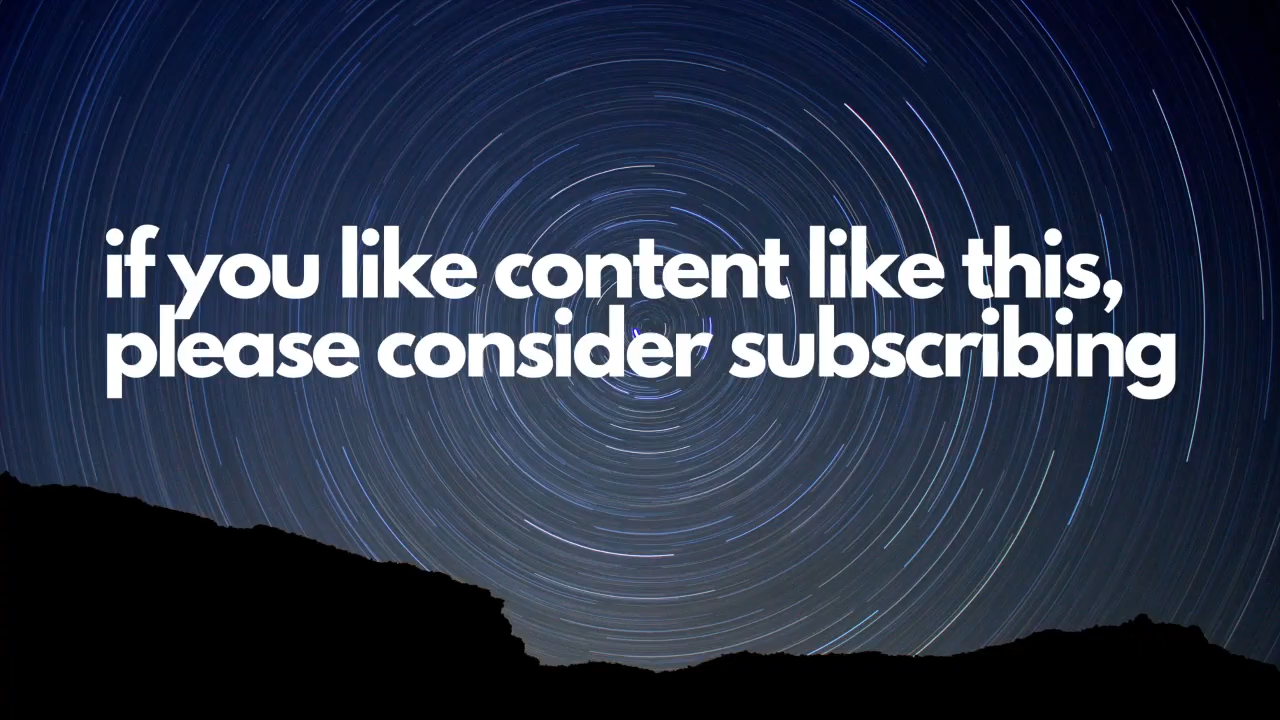 if you like content like this,
please consider subscribing